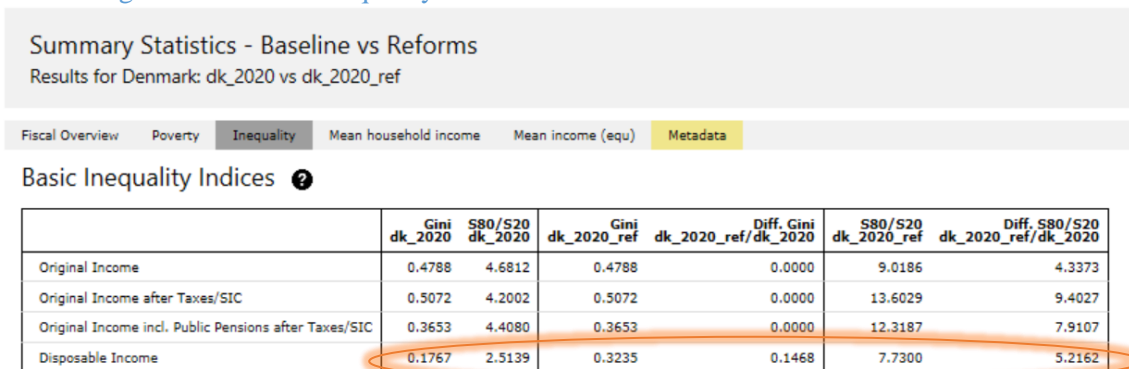 Summary Statistics - Baseline vs Reforms
Results for Denmark: dk_2020 vs dk_2020_ref
Fiscal Overview Poverty Inequality Mean household income Mean income (equ) Metadata
Basic Inequality Indices ?
Gini dk_2020 S80/S20 dk_2020 Gini dk_2020_ref Diff. Gini dk_2020_ref/dk_2020 S80/S20 dk_2020_ref Diff. S80/S20 dk_2020_ref/dk_2020
Original Income 0.4788 4.6812 0.4788 0.0000 9.0186 4.3373
Original Income after Taxes/SIC 0.5072 4.2002 0.5072 0.0000 13.6029 9.4027
Original Income incl. Public Pensions after Taxes/SIC 0.3653 4.4080 0.3653 0.0000 12.3187 7.9107
Disposable Income 0.1767 2.5139 0.3235 0.1468 7.7300 5.2162